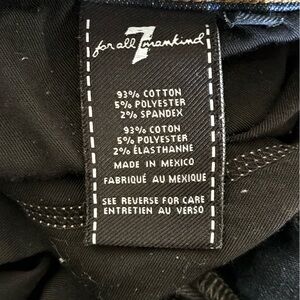 7
for all mankind
93% COTTON
5% POLYESTER
2% SPANDEX
93% COTON
5% POLYESTER
2% ÉLASTHANNE
MADE IN MEXICO
FABRIQUÉ AU MEXIQUE
SEE REVERSE FOR CARE
ENTRETIEN AU VERSO